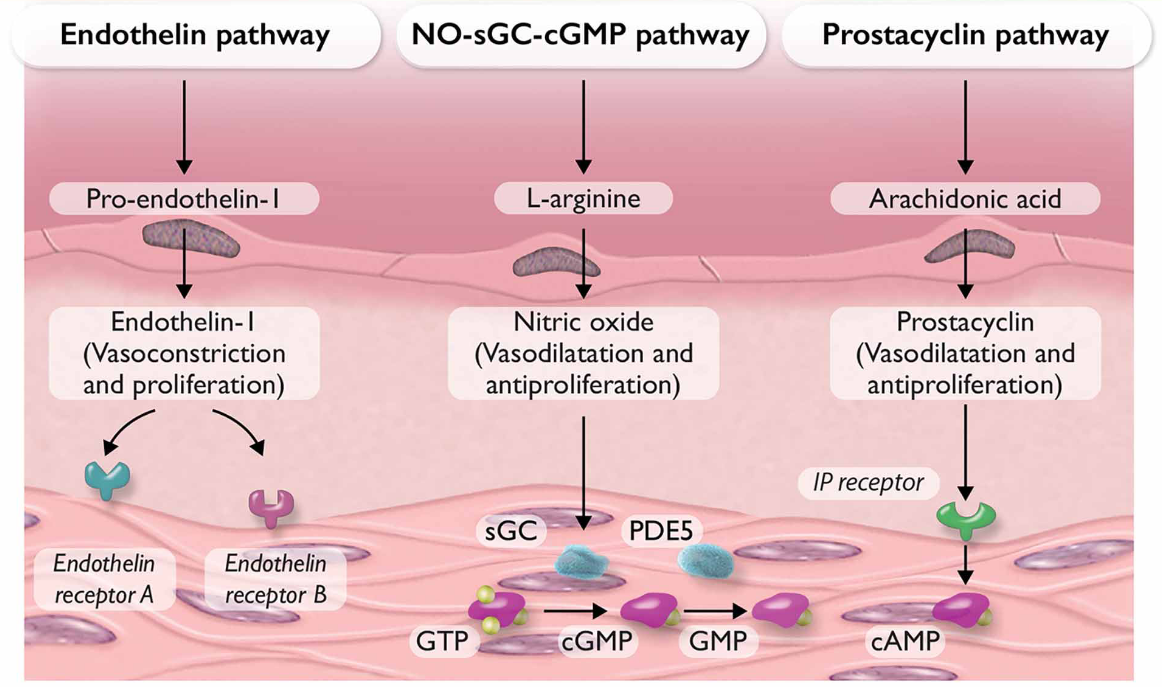 Endothelin pathway
NO-sGC-cGMP pathway
Prostacyclin pathway
Pro-endothelin-1
L-arginine
Arachidonic acid
Endothelin-1
(Vasoconstriction
and proliferation)
Nitric oxide
(Vasodilatation and
antiproliferation)
Prostacyclin
(Vasodilatation and
antiproliferation)
IP receptor
sGC
PDE5
Endothelin
receptor A
Endothelin
receptor B
GTP
cGMP
GMP
cAMP